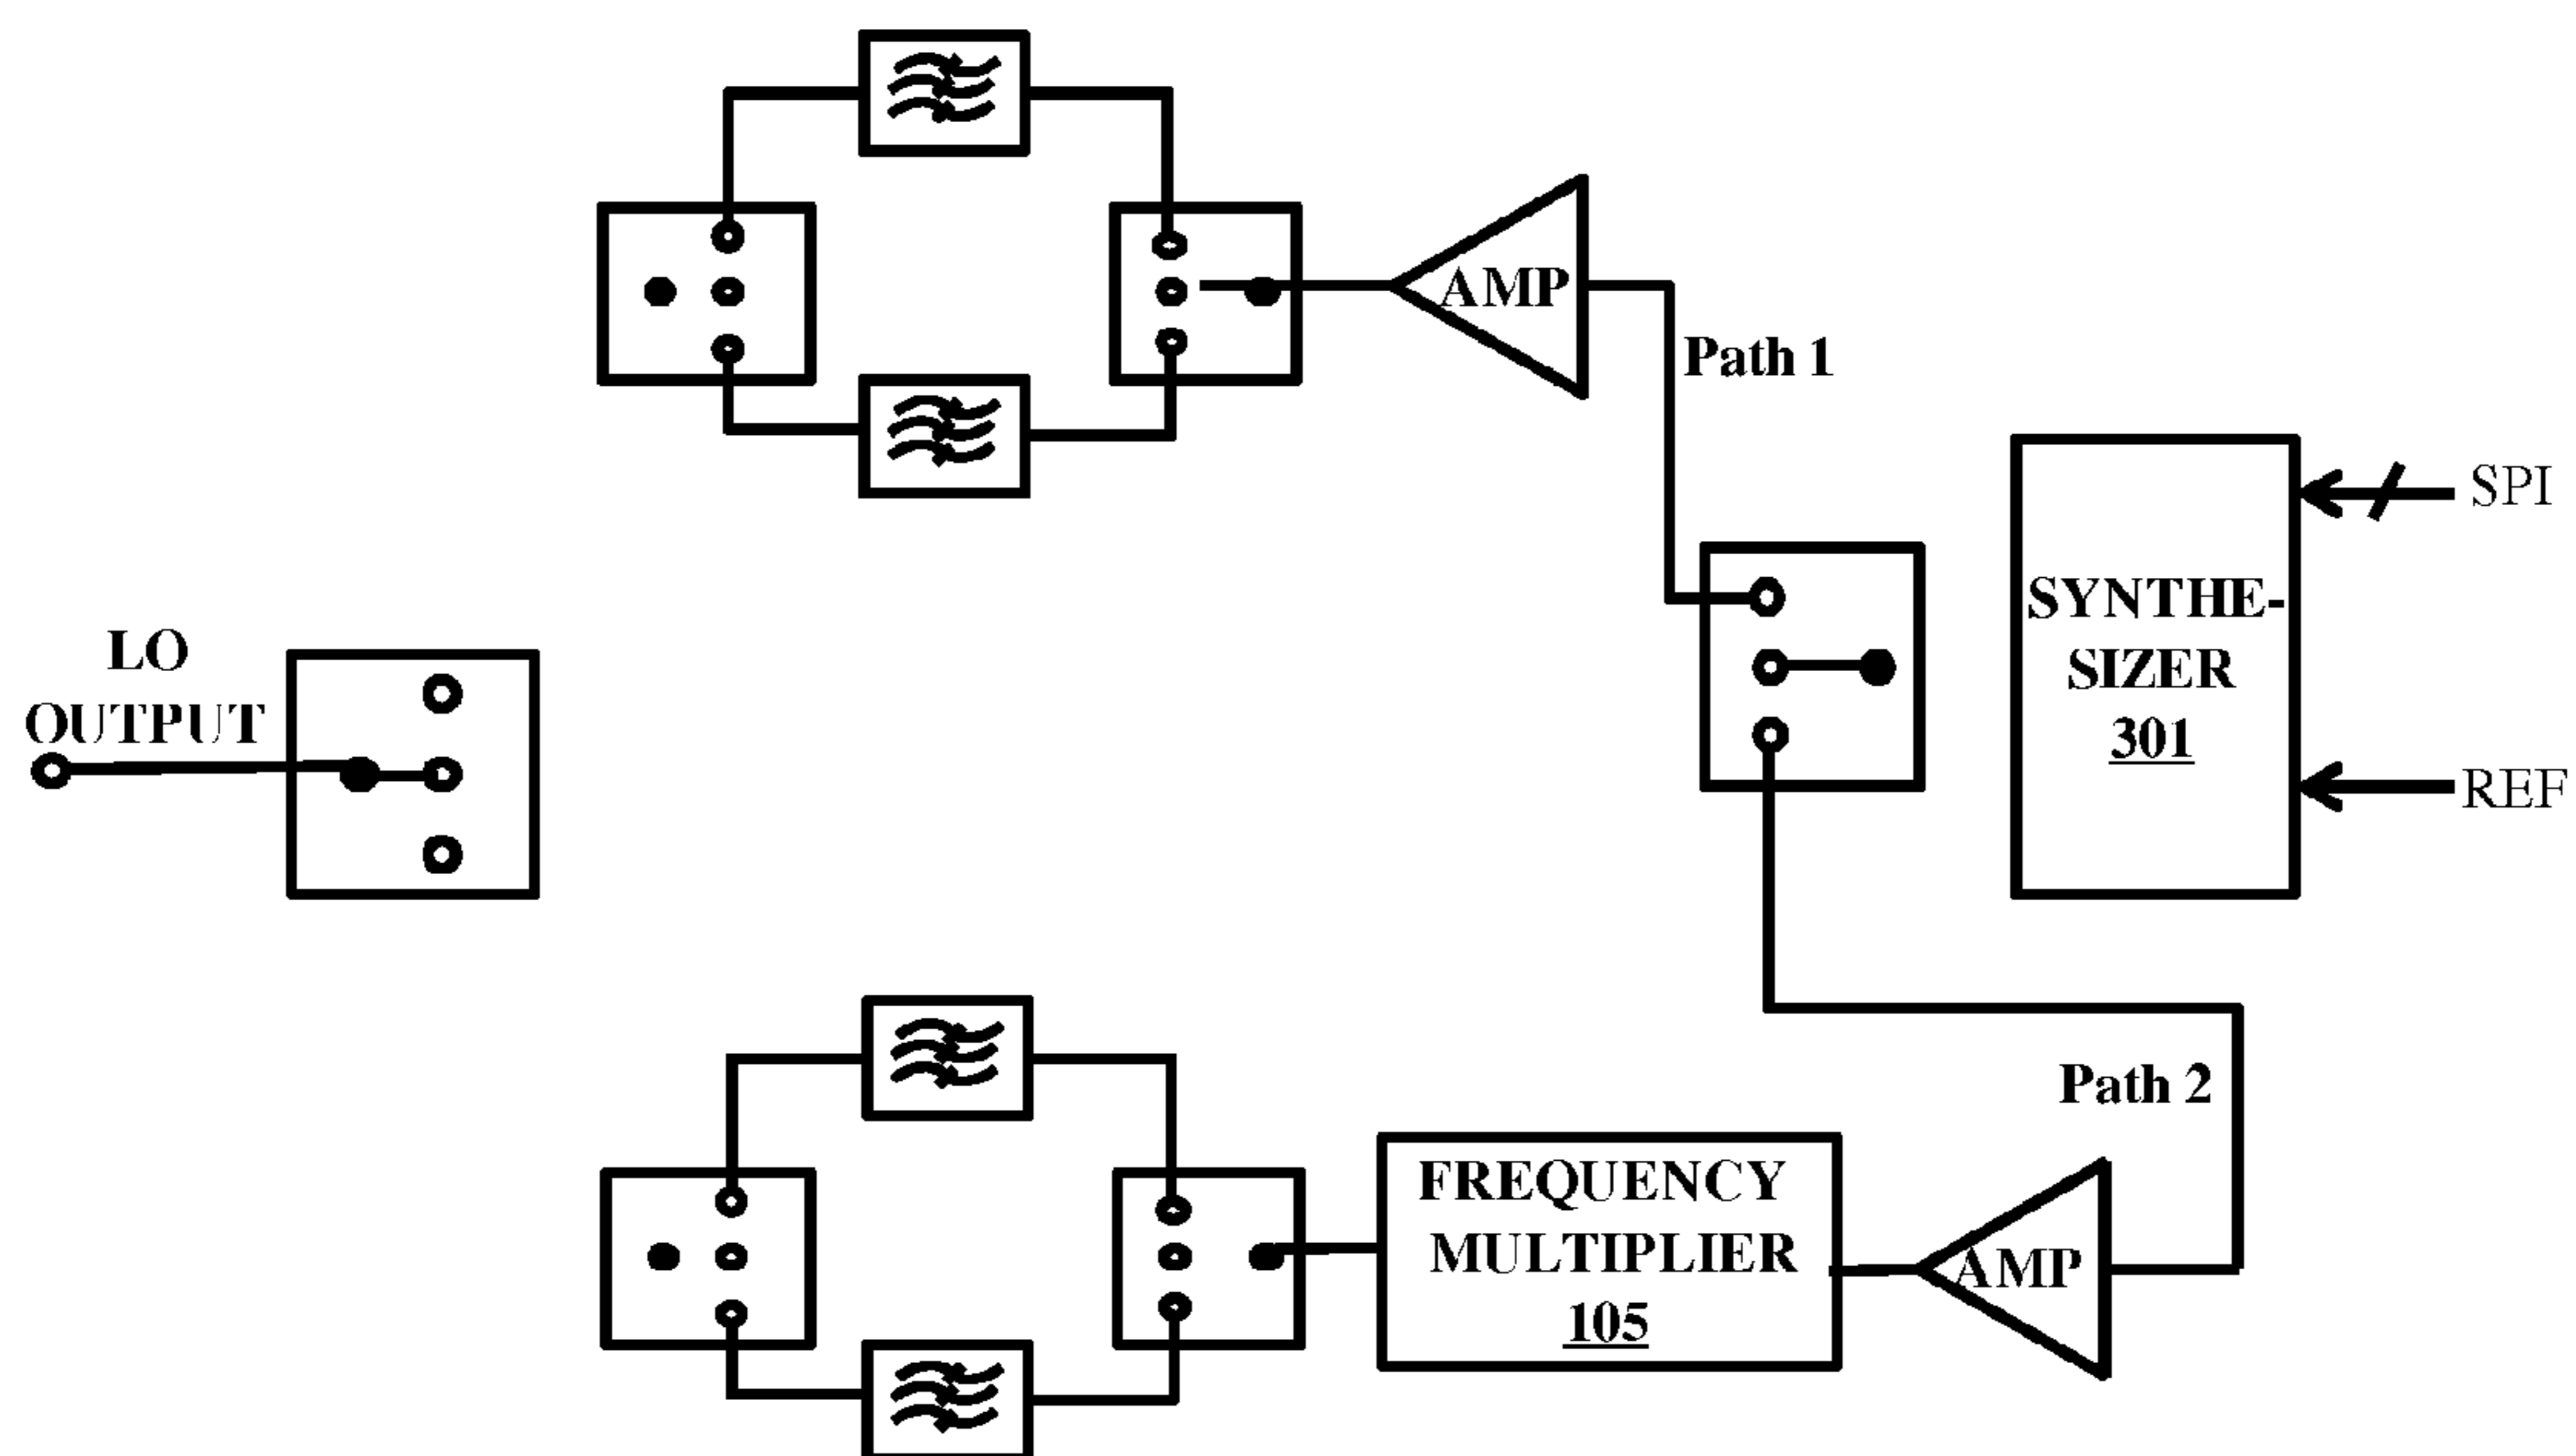 AMP
Path 1
SPI
SYNTHE-
SIZER
301
REF
LO
OUTPUT
Path 2
FREQUENCY
MULTIPLIER
105
AMP